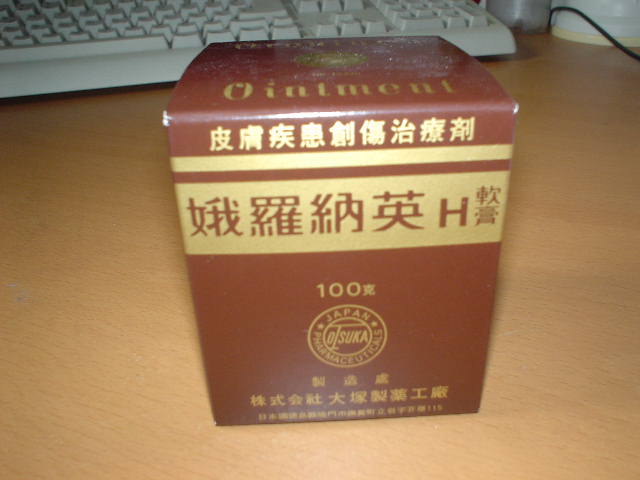 Ointment
皮膚疾患創傷治療剤
娥羅納英H軟膏
100克
JAPAN
OTSUKA
PHARMACEUTICALS
製造處
株式会社大塚製薬工廠